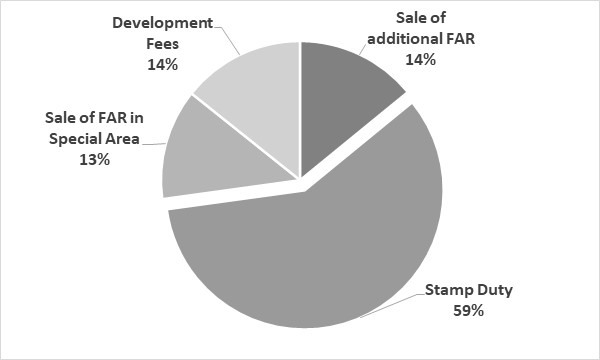 Development
Fees
14%
Sale of
additional FAR
14%
Sale of FAR in
Special Area
13%
Stamp Duty
59%